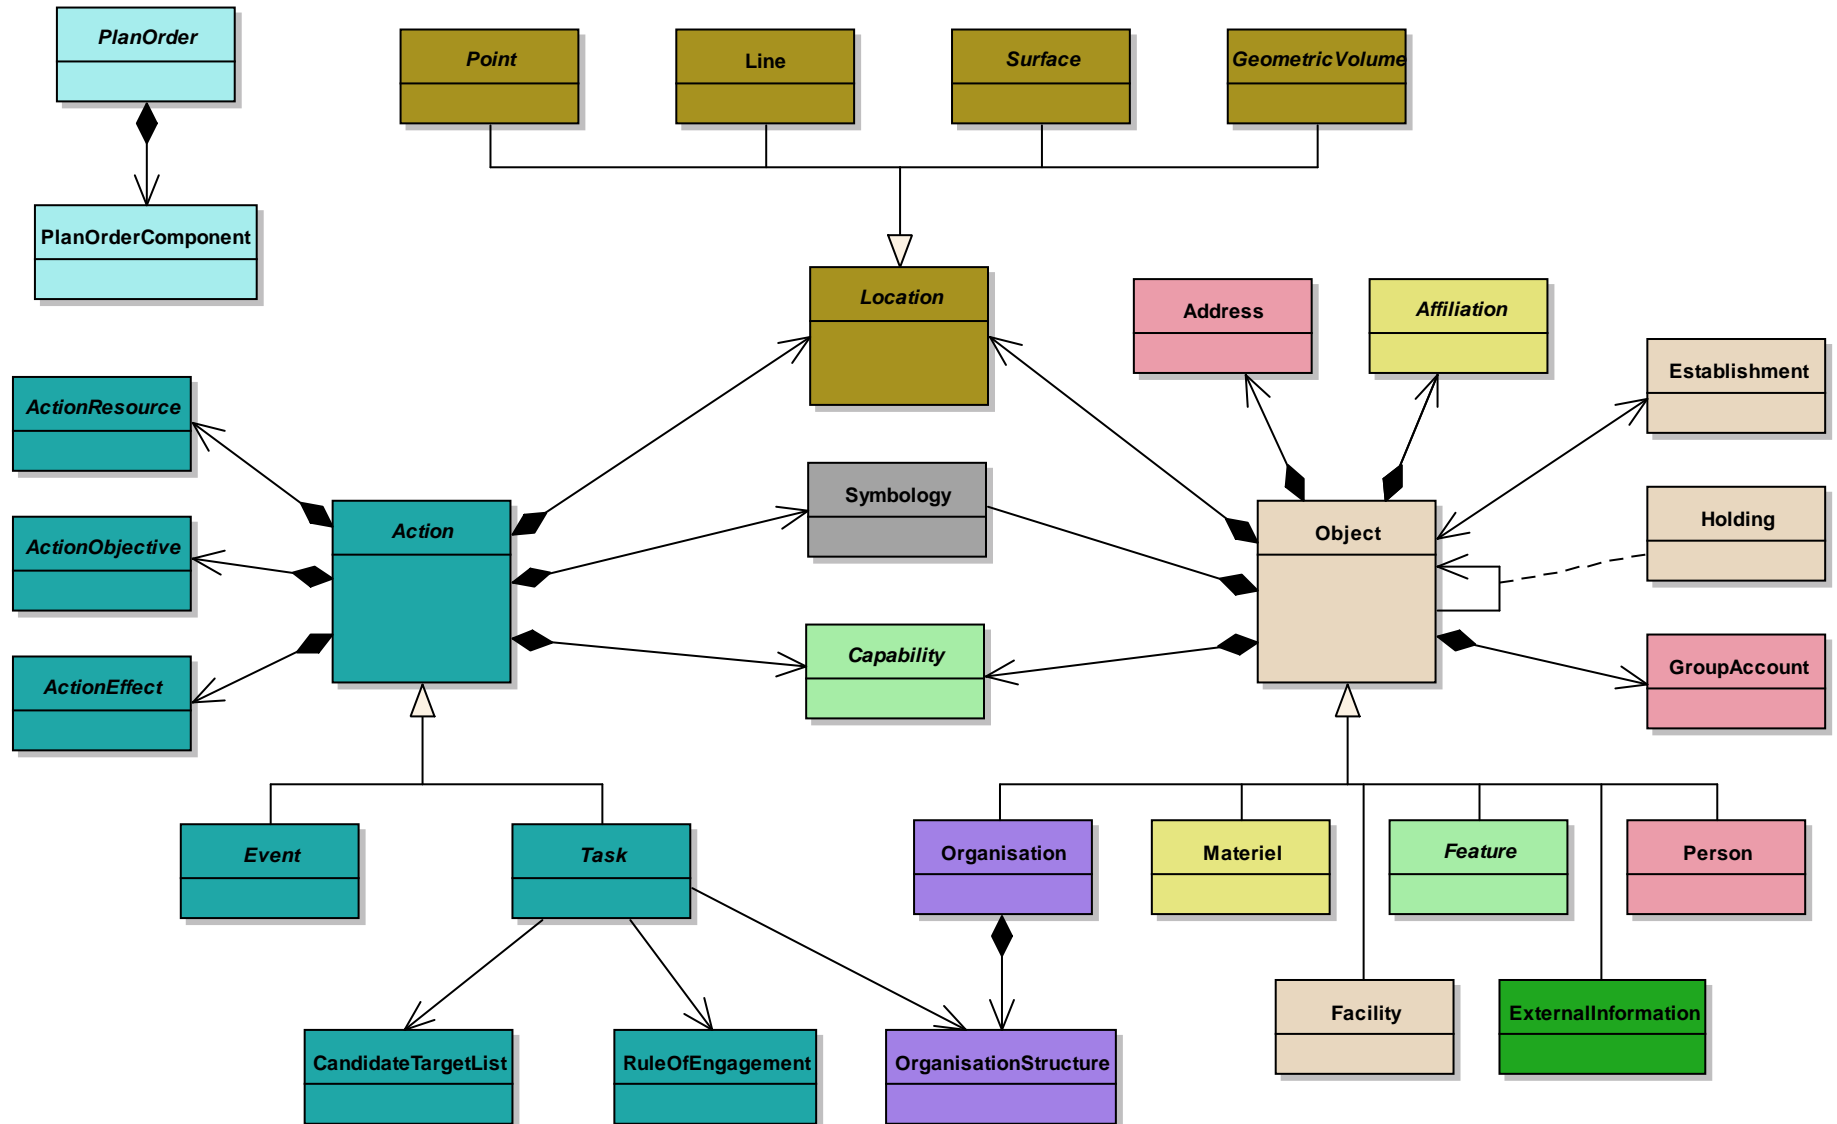 PlanOrder
Point
Line
Surface
GeometricVolume
PlanOrderComponent
Location
Address
Affiliation
Establishment
ActionResource
Symbology
Holding
Action
Object
ActionObjective
Capability
GroupAccount
ActionEffect
Event
Task
Organisation
Materiel
Feature
Person
Facility
ExternalInformation
CandidateTargetList
RuleOfEngagement
OrganisationStructure